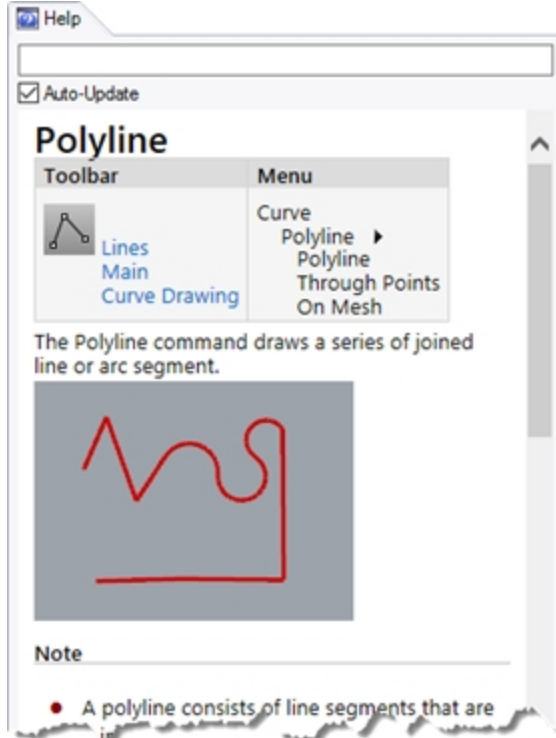 Help
Auto-Update
Polyline
Toolbar
Menu
Lines
Main
Curve Drawing
Curve
Polyline
Polyline
Through Points
On Mesh
The Polyline command draws a series of joined
line or arc segment.
Note
A polyline consists of line segments that are